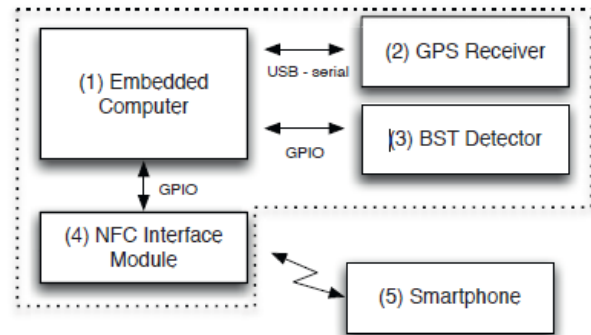 (1) Embedded
Computer
USB - serial
(2) GPS Receiver
GPIO
(3) BST Detector
GPIO
(4) NFC Interface
Module
(5) Smartphone